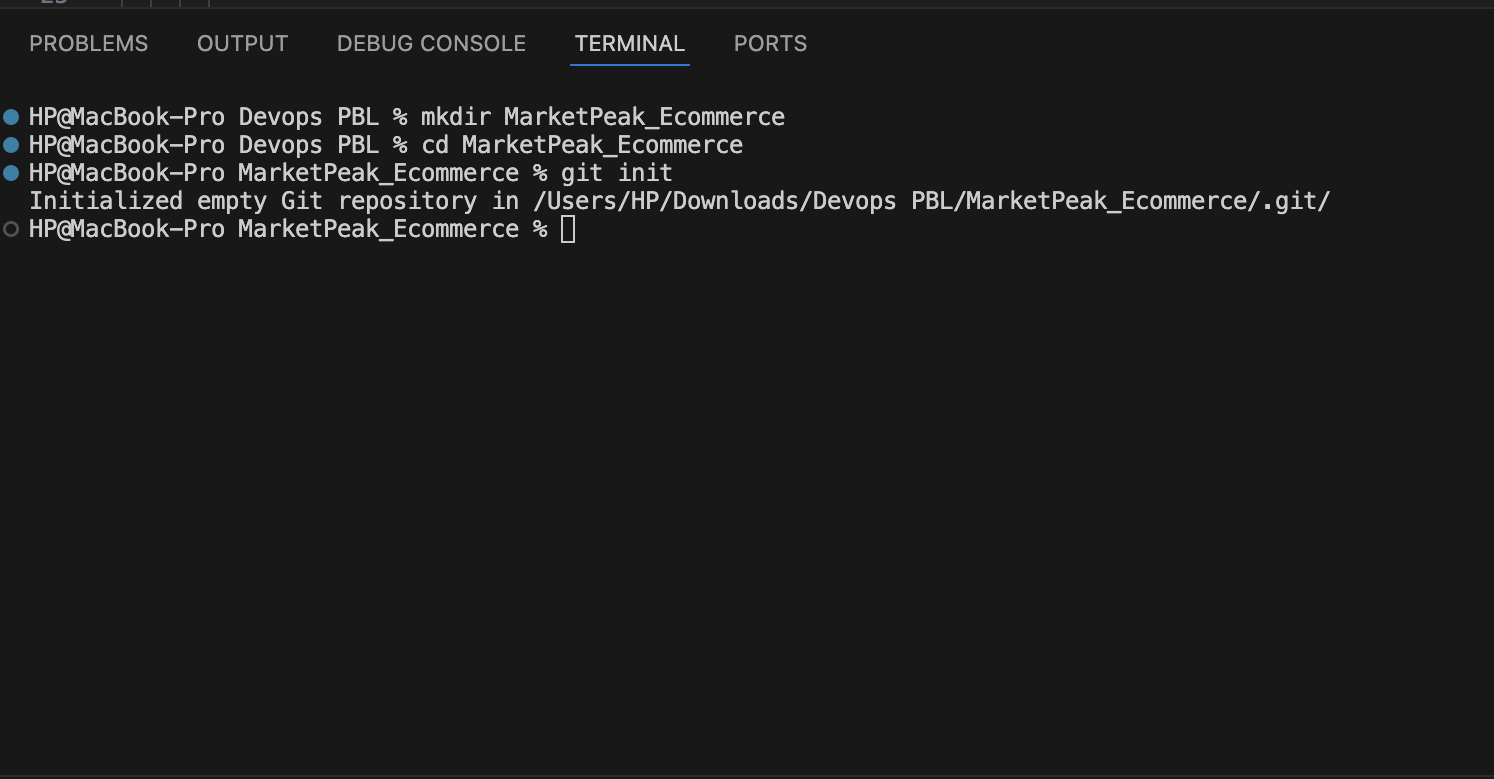 PROBLEMS OUTPUT DEBUG CONSOLE TERMINAL PORTS
HP@MacBook-Pro Devops PBL % mkdir MarketPeak_Ecommerce
HP@MacBook-Pro Devops PBL % cd MarketPeak_Ecommerce
HP@MacBook-Pro MarketPeak_Ecommerce % git init
Initialized empty Git repository in /Users/HP/Downloads/Devops PBL/MarketPeak_Ecommerce/.git/
HP@MacBook-Pro MarketPeak_Ecommerce %